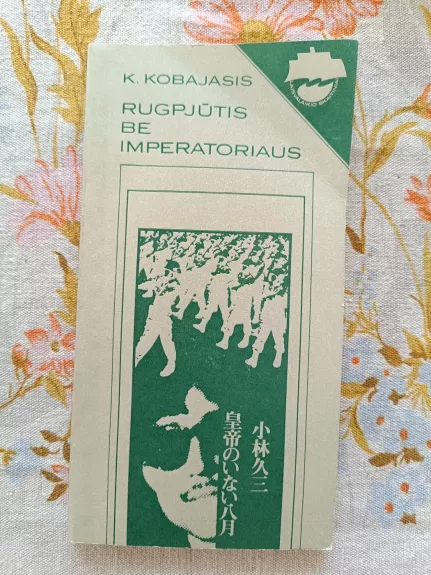 K. KOBAJASIS
RUGPJŪTIS
BE
IMPERATORIAUS
小林久三
皇帝のいない八月